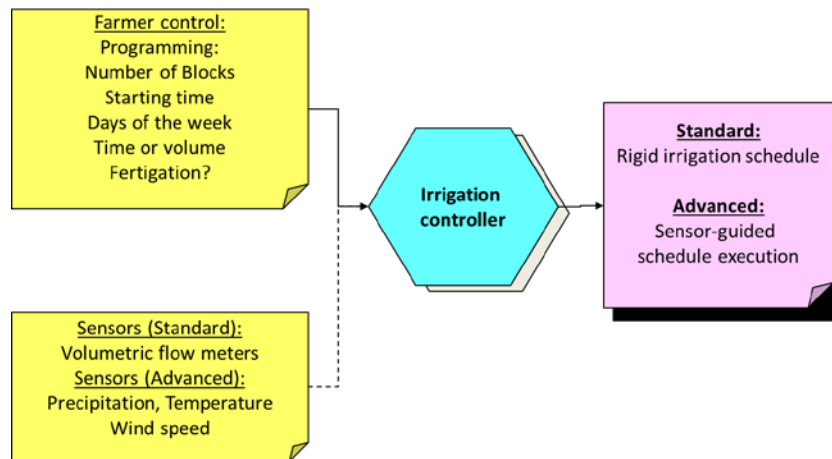 Farmer control:
Programming:
Number of Blocks
Starting time
Days of the week
Time or volume
Fertigation?
Irrigation
controller
Standard:
Rigid irrigation schedule
Advanced:
Sensor-guided
schedule execution
Sensors (Standard):
Volumetric flow meters
Sensors (Advanced):
Precipitation, Temperature
Wind speed